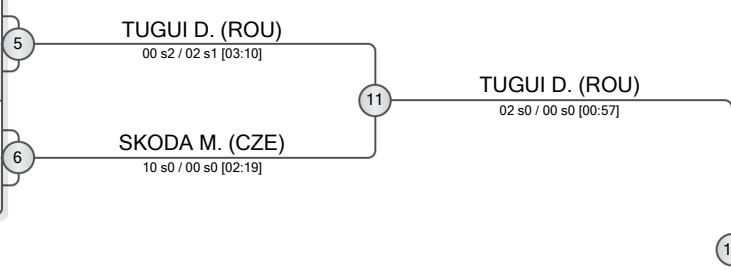 TUGUI D. (ROU)
5
00 s2 / 02 s1 [03:10]
TUGUI D. (ROU)
11
02 s0 / 00 s0 [00:57]
SKODA M. (CZE)
6
10 s0 / 00 s0 [02:19]